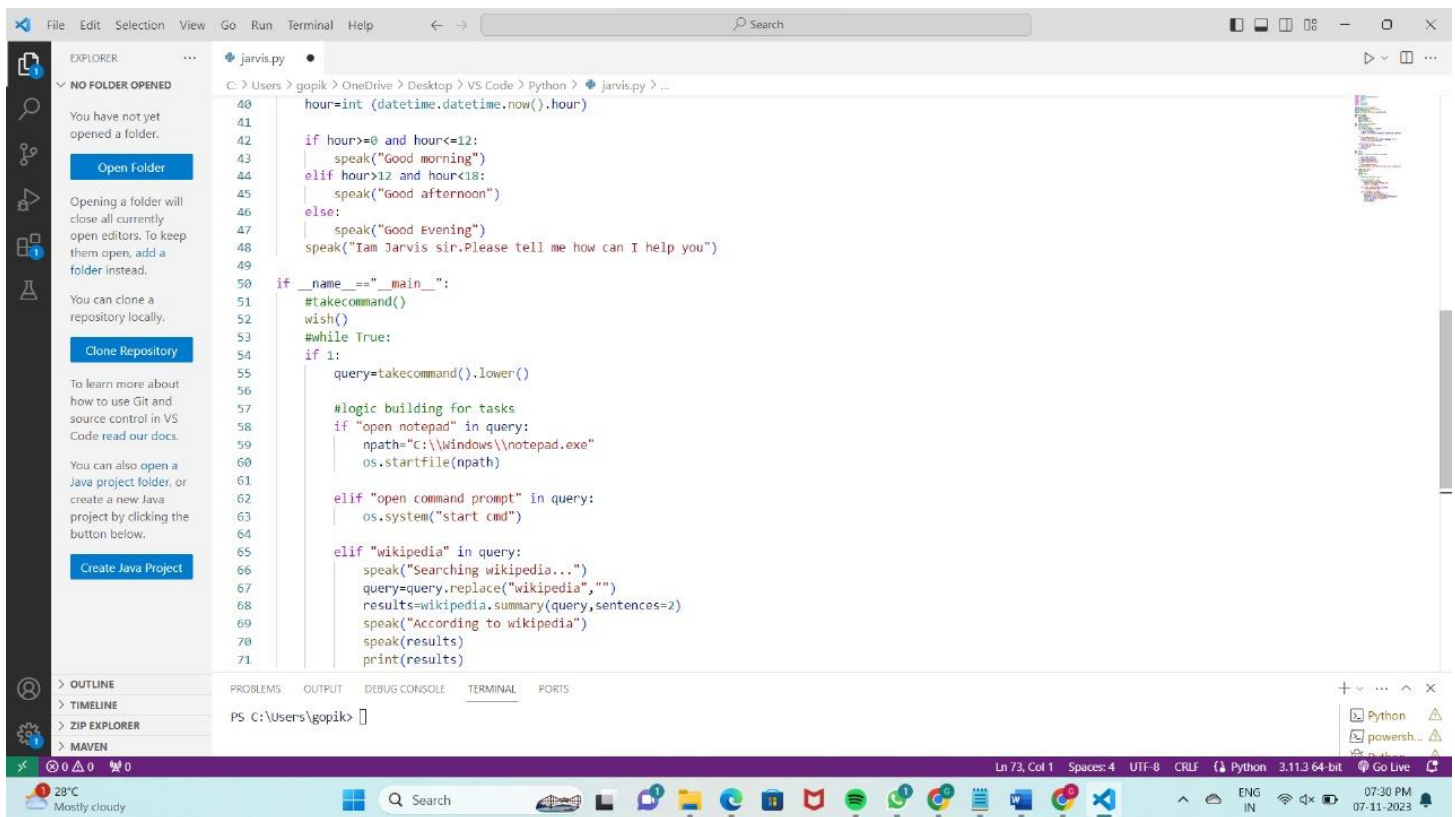 File Edit Selection View Go Run Terminal Help
Search
EXPLORER
NO FOLDER OPENED
You have not yet
opened a folder.
Open Folder
Opening a folder will
close all currently
open editors. To keep
them open, add a
folder instead.
You can clone a
repository locally.
Clone Repository
To learn more about
how to use Git and
source control in VS
Code read our docs.
You can also open a
Java project folder, or
create a new Java
project by clicking the
button below.
Create Java Project
OUTLINE
TIMELINE
ZIP EXPLORER
MAVEN
jarvis.py
C: > Users > gopik > OneDrive > Desktop > VS Code > Python > jarvis.py > ...
40 hour=int (datetime.datetime.now().hour)
41
42 if hour>=0 and hour<=12:
43 speak("Good morning")
44 elif hour>12 and hour<18:
45 speak("Good afternoon")
46 else:
47 speak("Good Evening")
48 speak("Iam Jarvis sir.Please tell me how can I help you")
49
50 if __name__=="__main__":
51 #takecommand()
52 wish()
53 #while True:
54 if 1:
55 query=takecommand().lower()
56
57 #logic building for tasks
58 if "open notepad" in query:
59 npath="C:\\Windows\\notepad.exe"
60 os.startfile(npath)
61
62 elif "open command prompt" in query:
63 os.system("start cmd")
64
65 elif "wikipedia" in query:
66 speak("Searching wikipedia...")
67 query=query.replace("wikipedia","")
68 results=wikipedia.summary(query,sentences=2)
69 speak("According to wikipedia")
70 speak(results)
71 print(results)
PROBLEMS OUTPUT DEBUG CONSOLE TERMINAL PORTS
PS C:\Users\gopik>
Python
powersh...
0 0 0
Ln 73, Col 1 Spaces: 4 UTF-8 CRLF Python 3.11.3 64-bit Go Live
28°C
Mostly cloudy
Search
ENG
IN
07:30 PM
07-11-2023